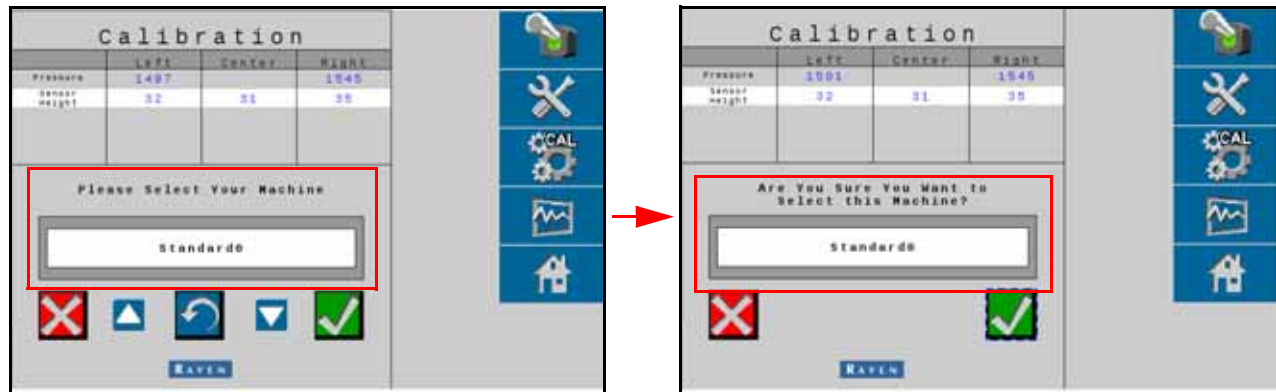 Calibration
Left Center Right
Pressure 1497 1545
Sensor Height 32 31 35
Please Select Your Machine
Standard0
CAL
RAVEN
Calibration
Left Center Right
Pressure 1501 1545
Sensor Height 32 31 35
Are You Sure You Want to
Select this Machine?
Standard0
CAL
RAVEN